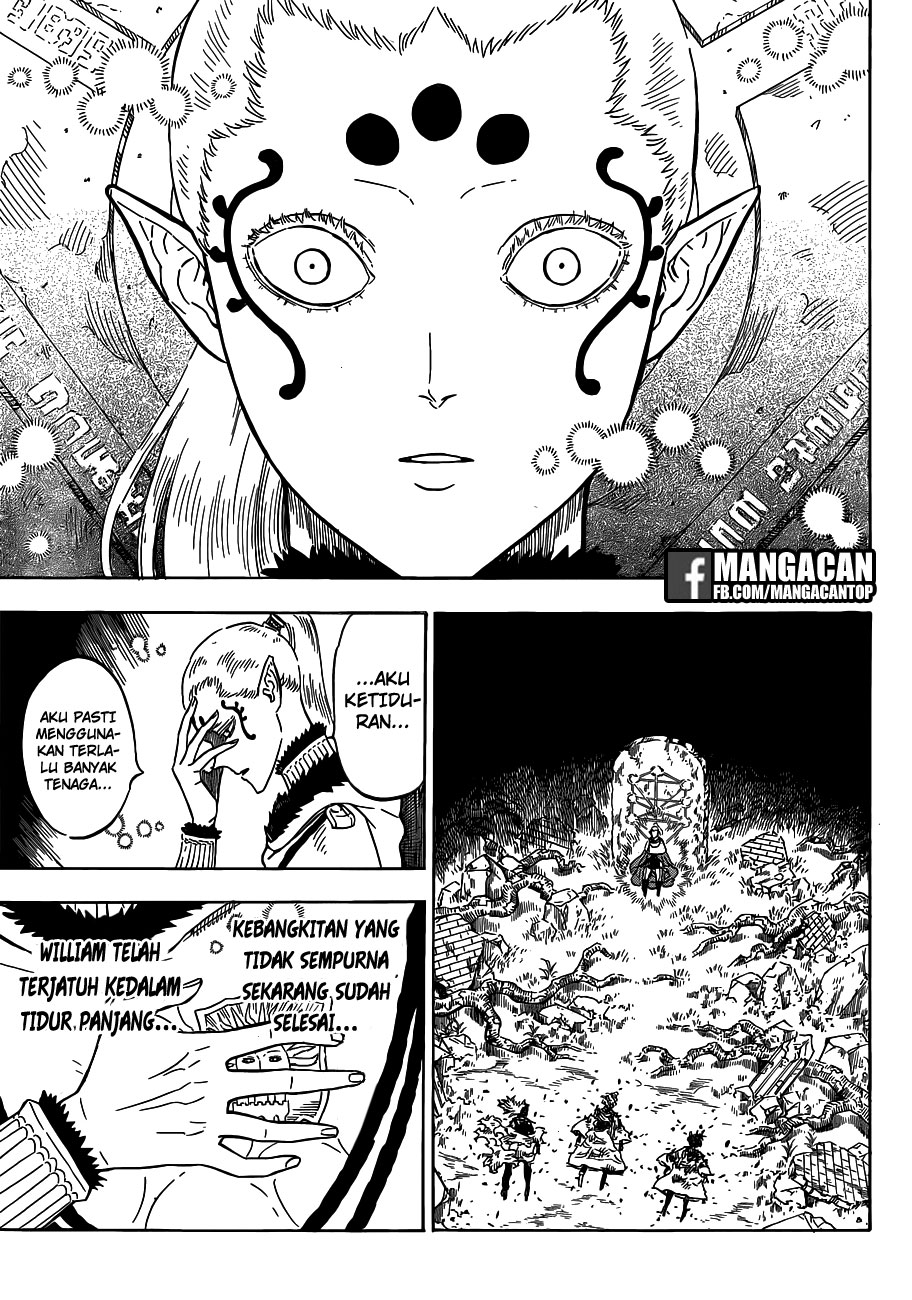 MANGACAN
FB.COM/MANGACANTOP
...AKU
KETIDU-
RAN...
AKU PASTI
MENGGUNA-
KAN TERLA-
LU BANYAK
TENAGA...
KEBANGKITAN YANG
TIDAK SEMPURNA
SEKARANG SUDAH
SELESAI...
WILLIAM TELAH
TERJATUH KEDALAM
TIDUR PANJANG...